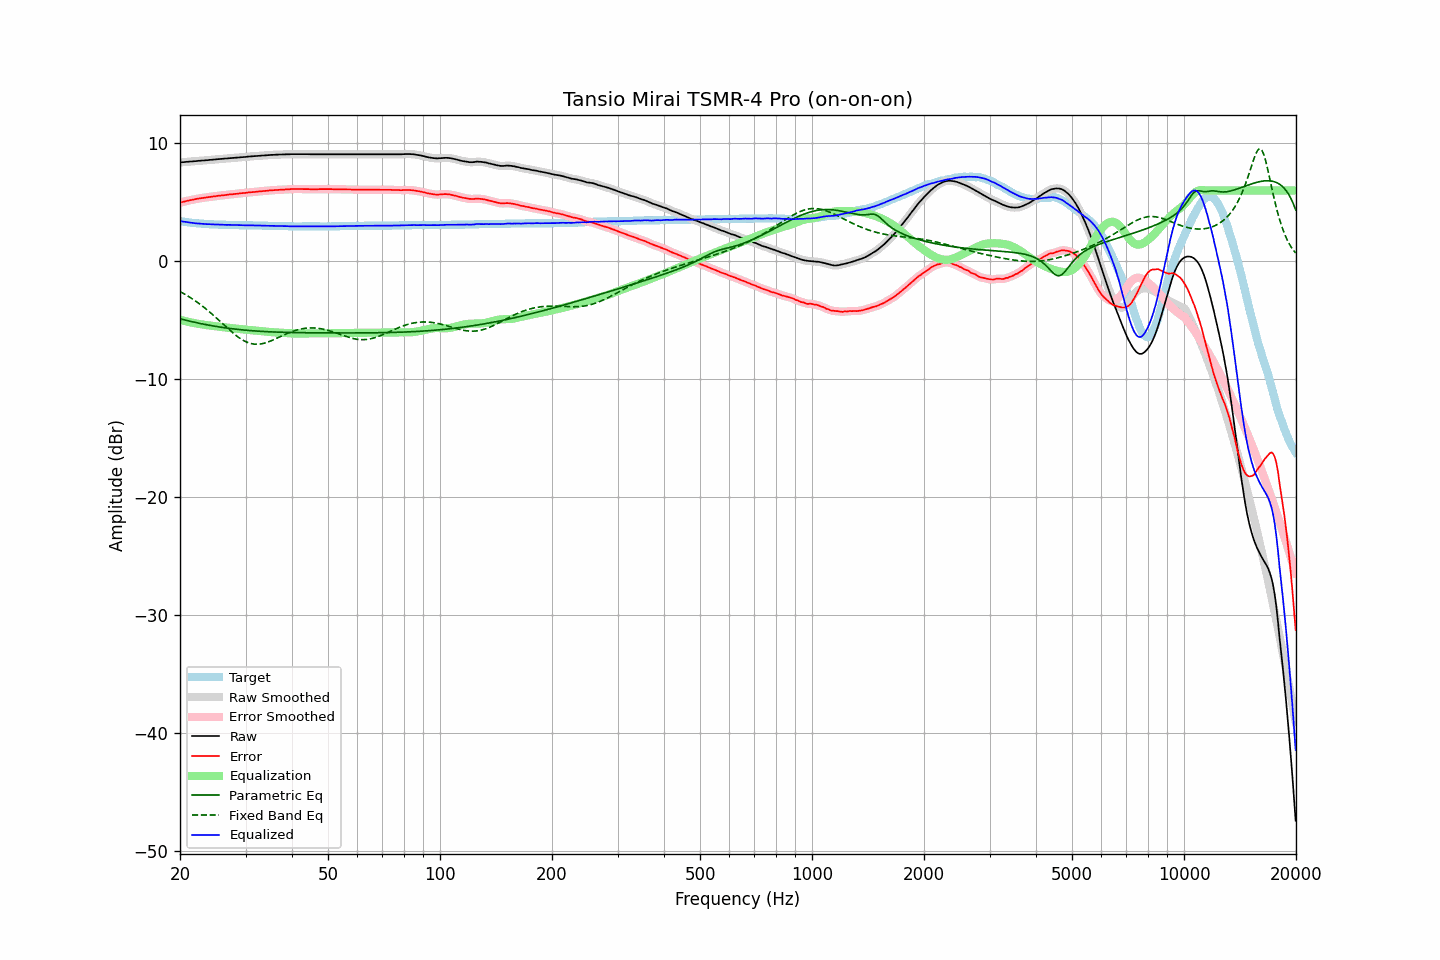 Tansio Mirai TSMR-4 Pro (on-on-on)
Amplitude (dBr)
10
0
−10
−20
−30
−40
−50
Target
Raw Smoothed
Error Smoothed
Raw
Error
Equalization
Parametric Eq
Fixed Band Eq
Equalized
20 50 100 200 500 1000 2000 5000 10000 20000
Frequency (Hz)